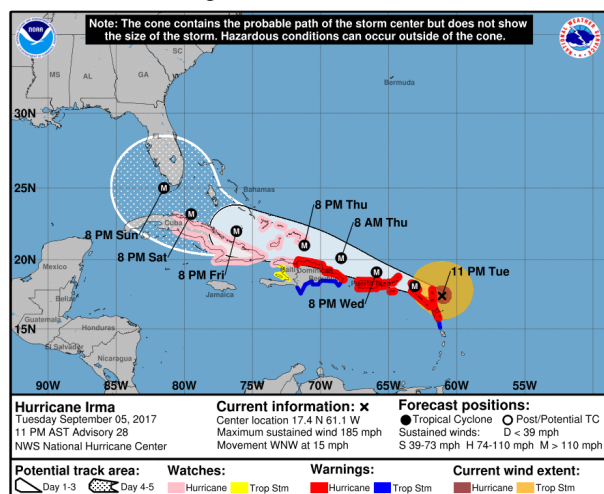 Note: The cone contains the probable path of the storm center but does not show
the size of the storm. Hazardous conditions can occur outside of the cone.
NOAA
NATIONAL WEATHER SERVICE
SC
MS
AL
GA
Bermuda
30N
25N
20N
15N
Bahamas
Cuba
Mexico
Belize
Guatemala
Honduras
El Salvador
Nicaragua
Jamaica
Haiti
Dominican
Puerto Rico
M
M
M
M
M
M
M
11 PM Tue
8 PM Wed
8 AM Thu
8 PM Thu
8 PM Fri
8 PM Sat
8 PM Sun
90W
85W
80W
75W
70W
65W
60W
55W
Hurricane Irma
Tuesday September 05, 2017
11 PM AST Advisory 28
NWS National Hurricane Center
Current information: ×
Center location 17.4 N 61.1 W
Maximum sustained wind 185 mph
Movement WNW at 15 mph
Forecast positions:
● Tropical Cyclone ○ Post/Potential TC
Sustained winds: D < 39 mph
S 39-73 mph H 74-110 mph M > 110 mph
Potential track area:
Day 1-3 Day 4-5
Watches:
Hurricane Trop Stm
Warnings:
Hurricane Trop Stm
Current wind extent:
Hurricane Trop Stm